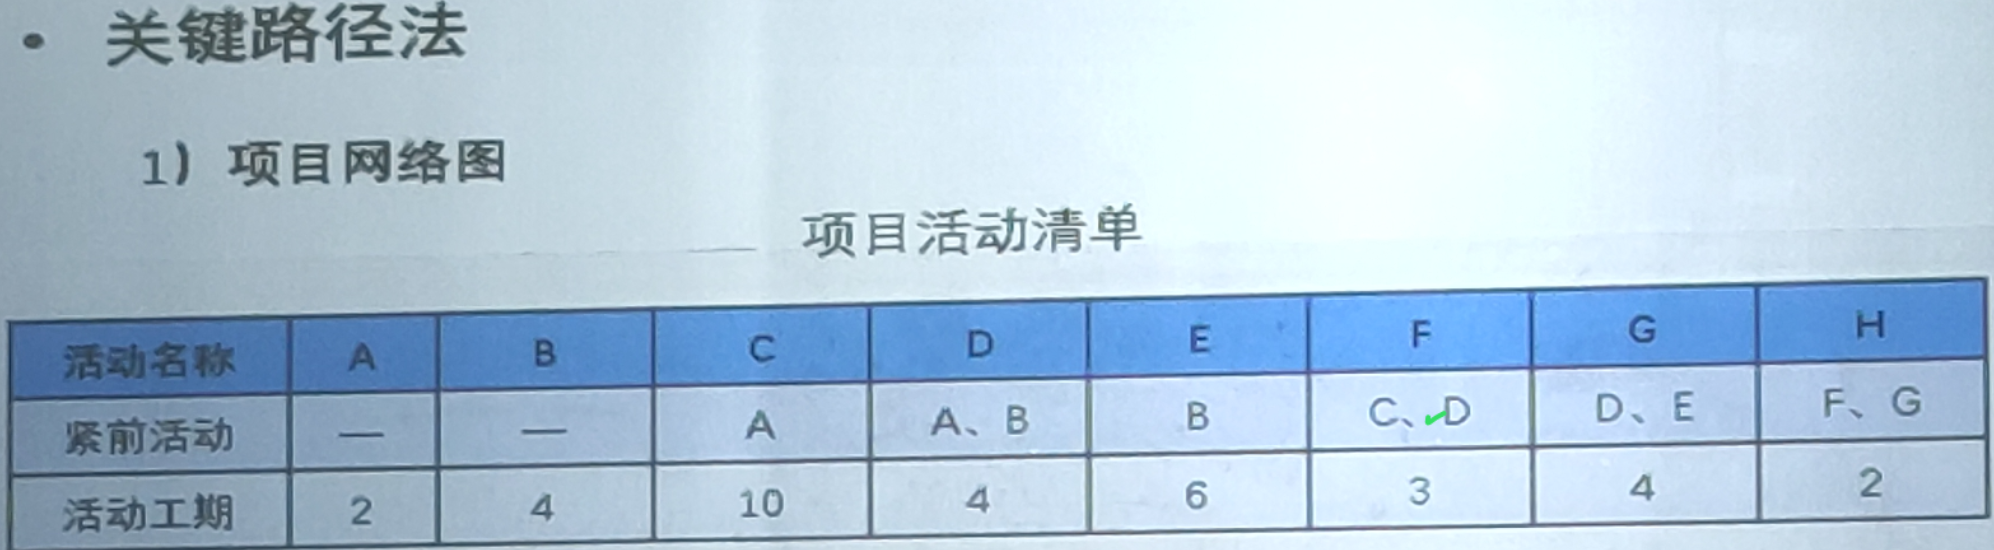 • 关键路径法
1）项目网络图
项目活动清单
活动名称 A B C D E F G H
紧前活动 — — A A、B B C、D D、E F、G
活动工期 2 4 10 4 6 3 4 2